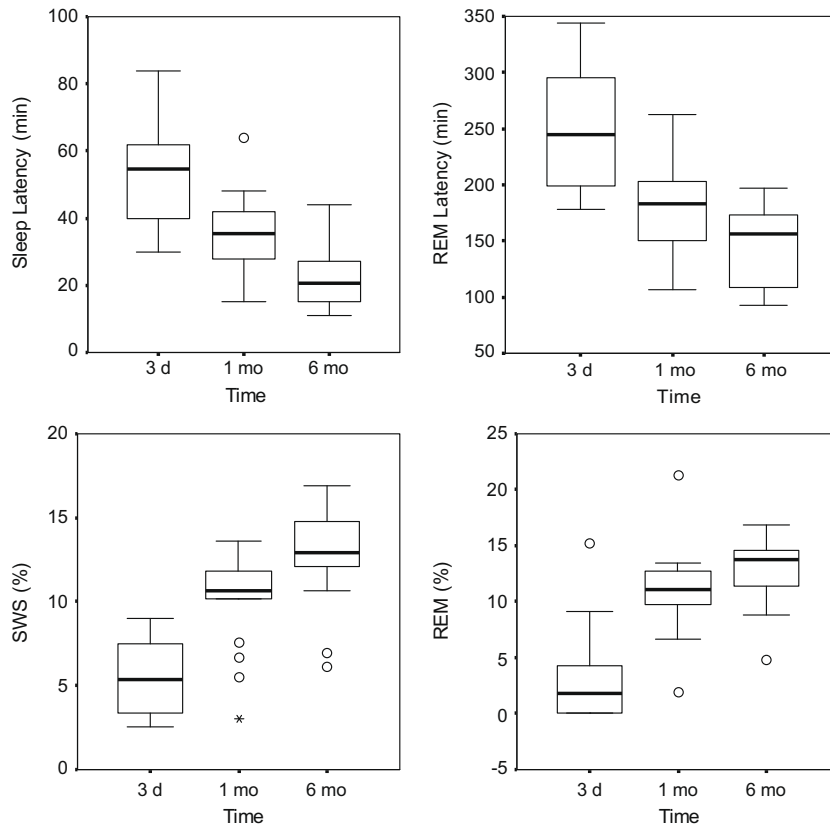 Sleep Latency (min)
100
80
60
40
20
0
3 d 1 mo 6 mo
Time
REM Latency (min)
350
300
250
200
150
100
50
3 d 1 mo 6 mo
Time
SWS (%)
20
15
10
5
0
3 d 1 mo 6 mo
Time
REM (%)
25
20
15
10
5
0
-5
3 d 1 mo 6 mo
Time